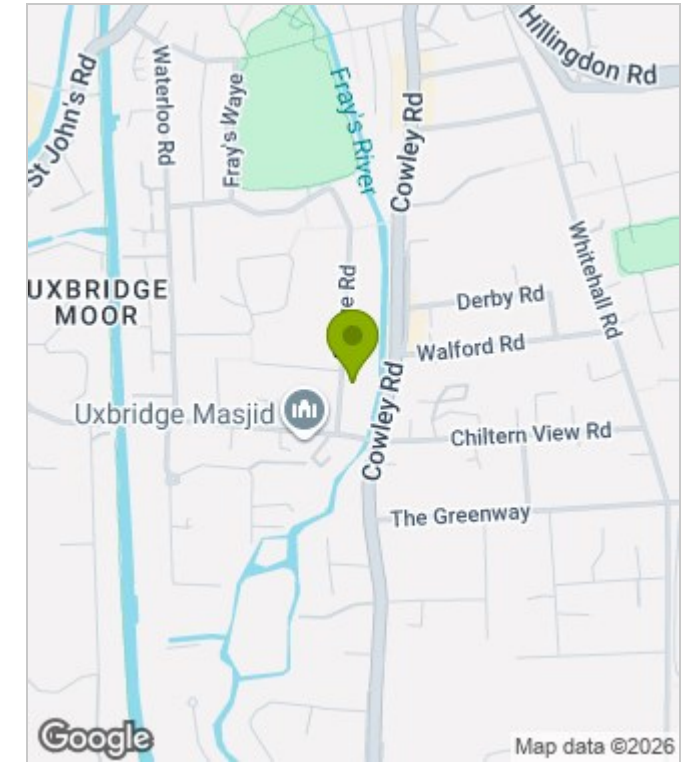 Hillingdon Rd
St John's Rd
Waterloo Rd
Fray's Waye
Fray's River
Cowley Rd
Whitehall Rd
UXBRIDGE
MOOR
e Rd
Derby Rd
Walford Rd
Uxbridge Masjid
Cowley Rd
Chiltern View Rd
The Greenway
Google
Map data ©2026